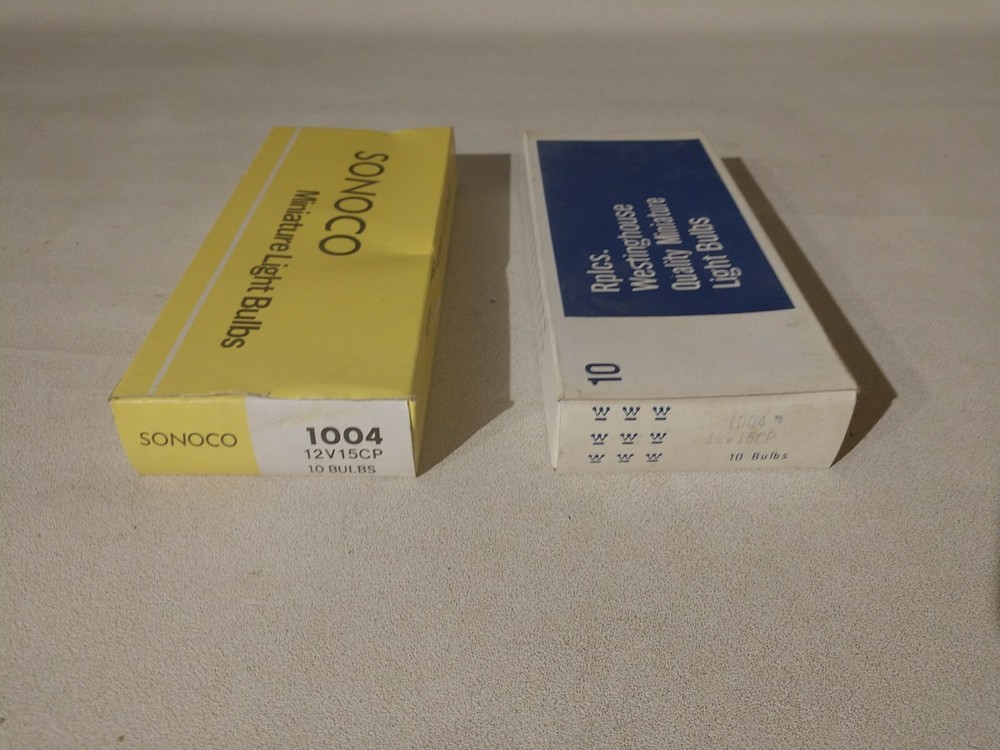 SONOCO
Miniature Light Bulbs
SONOCO
1004
12V15CP
10 BULBS
Rplcs.
Westinghouse
Quality Miniature
Light Bulbs
10
W W W
W W W
W W W
1004
12V15CP
10 Bulbs